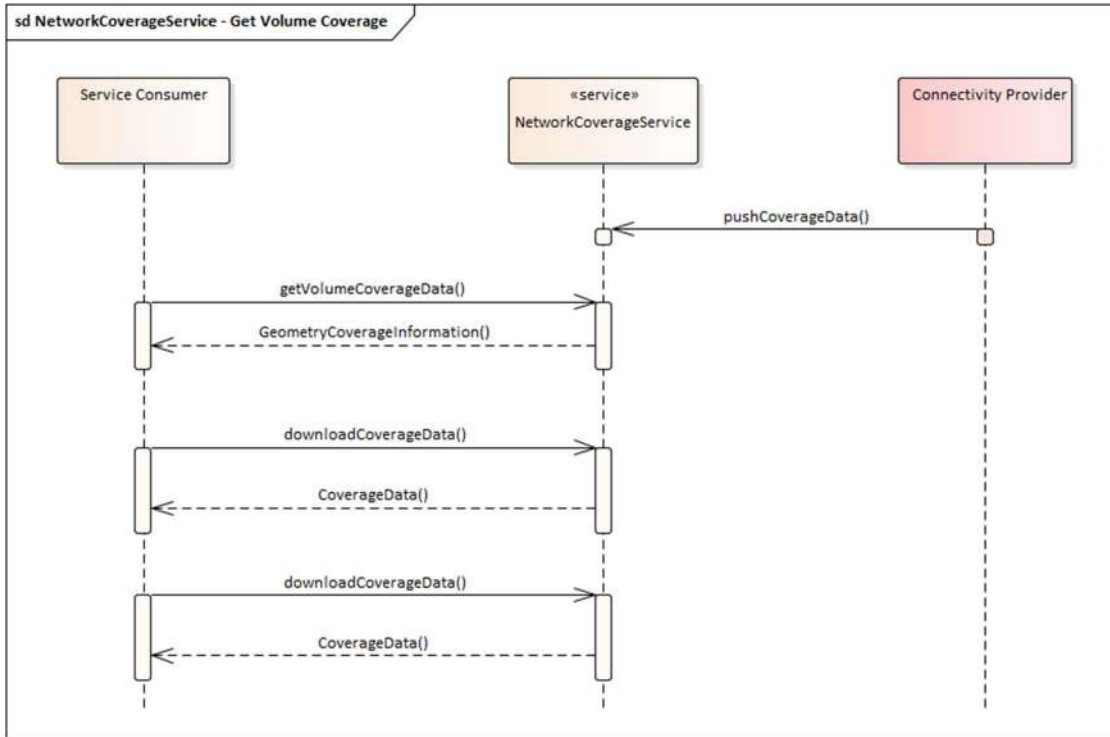 sd NetworkCoverageService - Get Volume Coverage
Service Consumer
«service»
NetworkCoverageService
Connectivity Provider
pushCoverageData()
getVolumeCoverageData()
GeometryCoverageInformation()
downloadCoverageData()
CoverageData()
downloadCoverageData()
CoverageData()